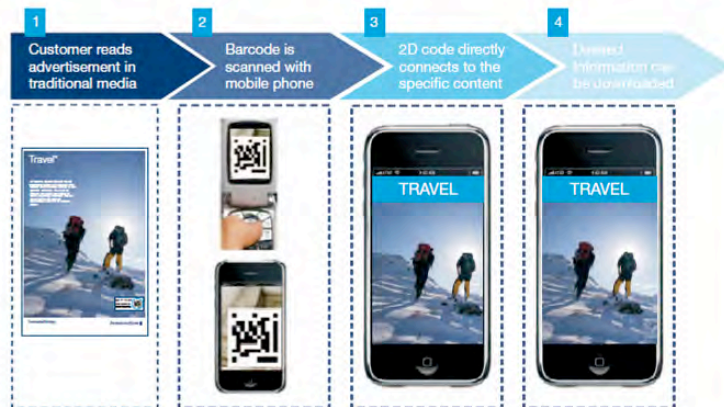 1
Customer reads
advertisement in
traditional media
2
Barcode is
scanned with
mobile phone
3
2D code directly
connects to the
specific content
4
Desired
information can
be downloaded
Travel
TRAVEL
TRAVEL